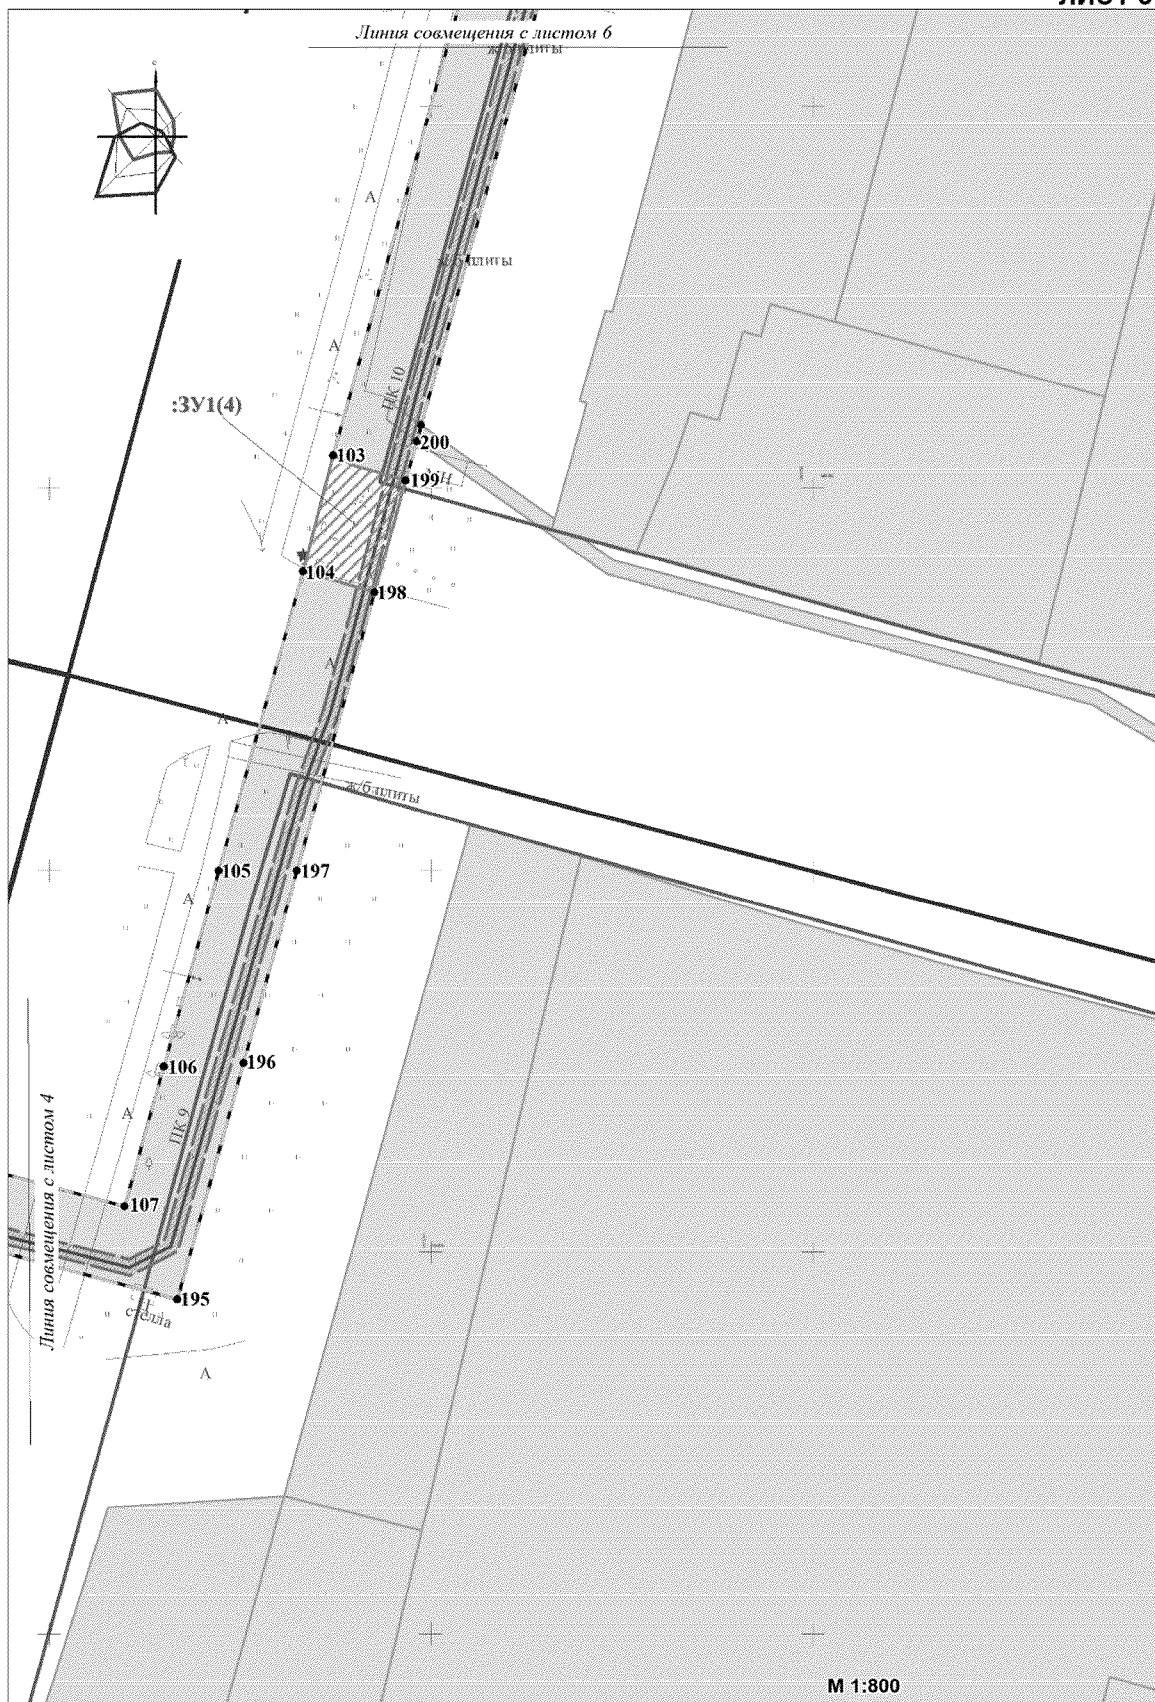 Линия совмещения с листом 6
ж/б плиты
А
ж/б плиты
А
ПК 10
:ЗУ1(4)
200
103
199
104
198
А
А
ж/б плиты
105
197
А
106
196
А
ПК 9
Линия совмещения с листом 4
107
195
стелла
А
М 1:800